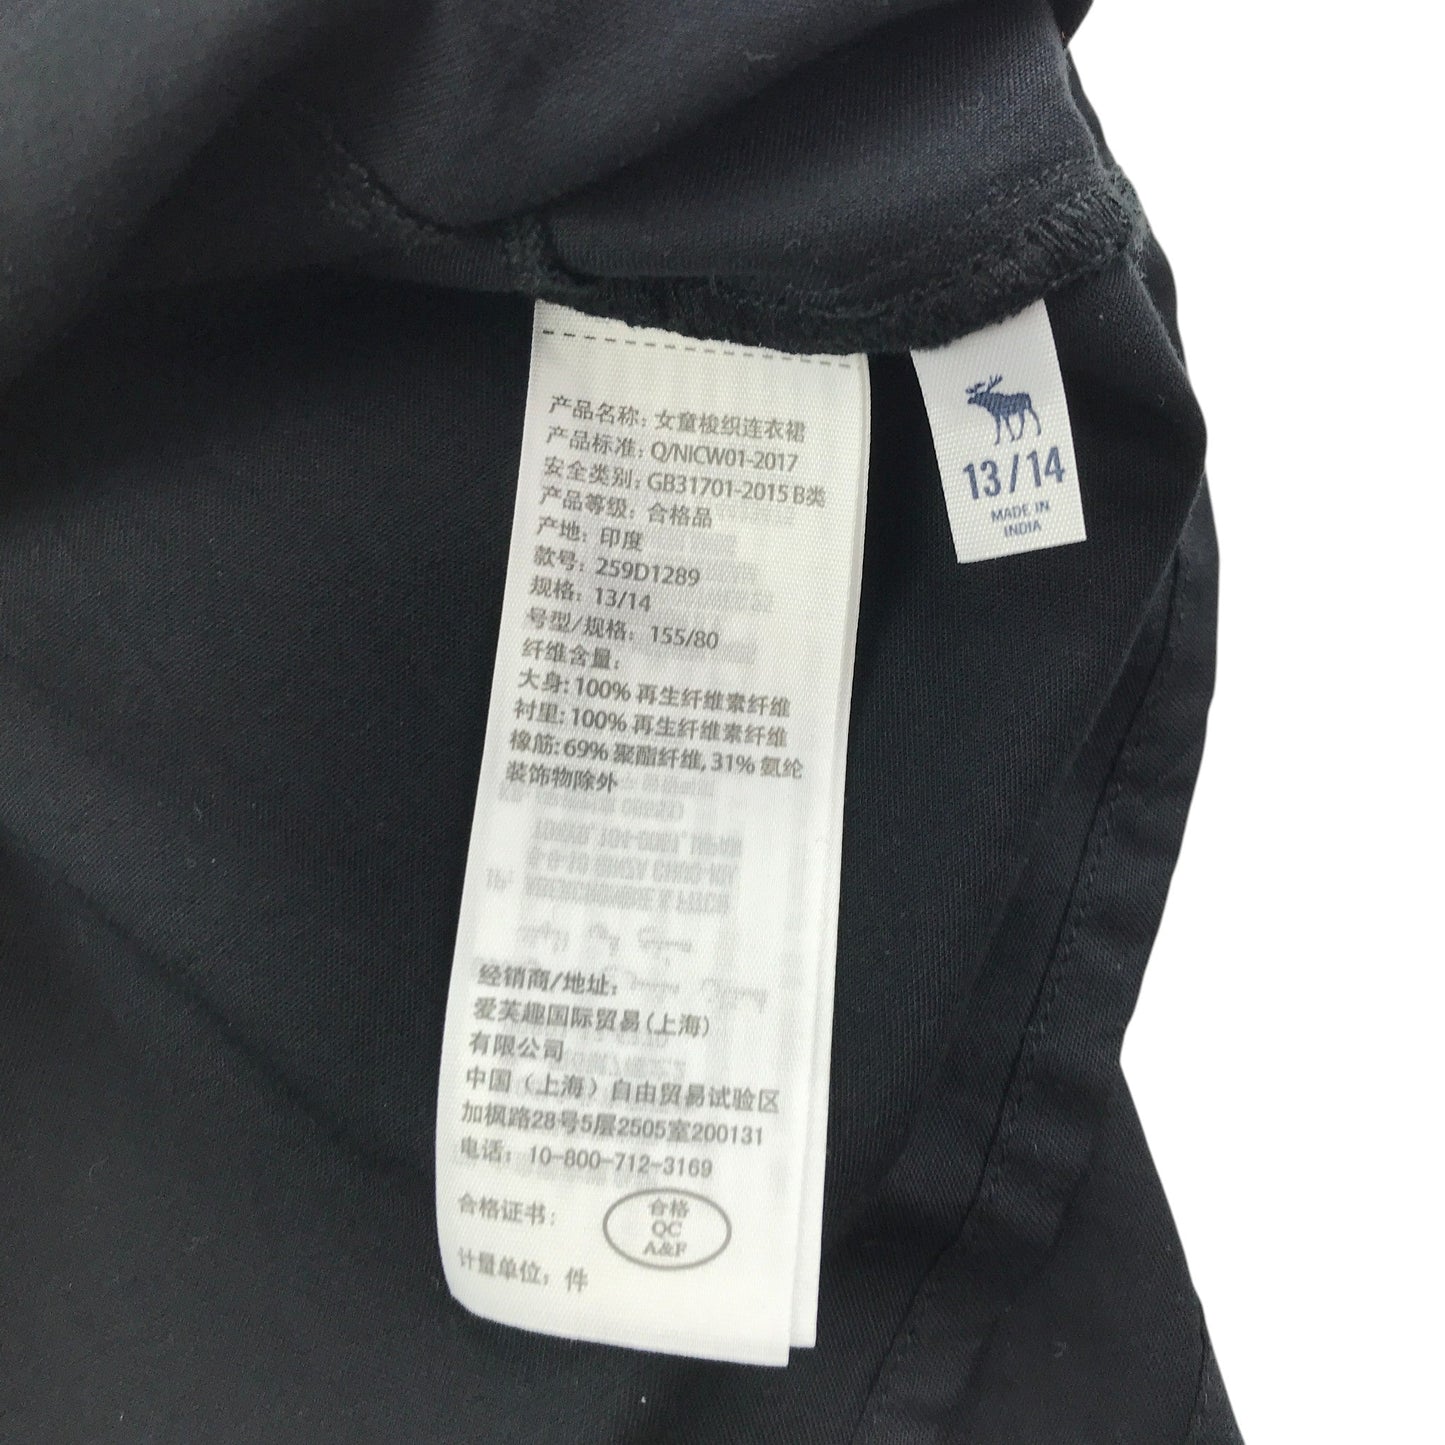 产品名称：女童梭织连衣裙
产品标准：Q/NICW01-2017
安全类别：GB31701-2015 B类
产品等级：合格品
产地：印度
款号：259D1289
规格：13/14
号型/规格：155/80
纤维含量：
大身：100% 再生纤维素纤维
衬里：100% 再生纤维素纤维
橡筋：69% 聚酯纤维, 31% 氨纶
装饰物除外
经销商/地址：
爱芙趣国际贸易(上海)
有限公司
中国（上海）自由贸易试验区
加枫路28号5层2505室200131
电话：10-800-712-3169
合格证书：
合格
QC
A&F
计量单位：件
13/14
MADE IN
INDIA